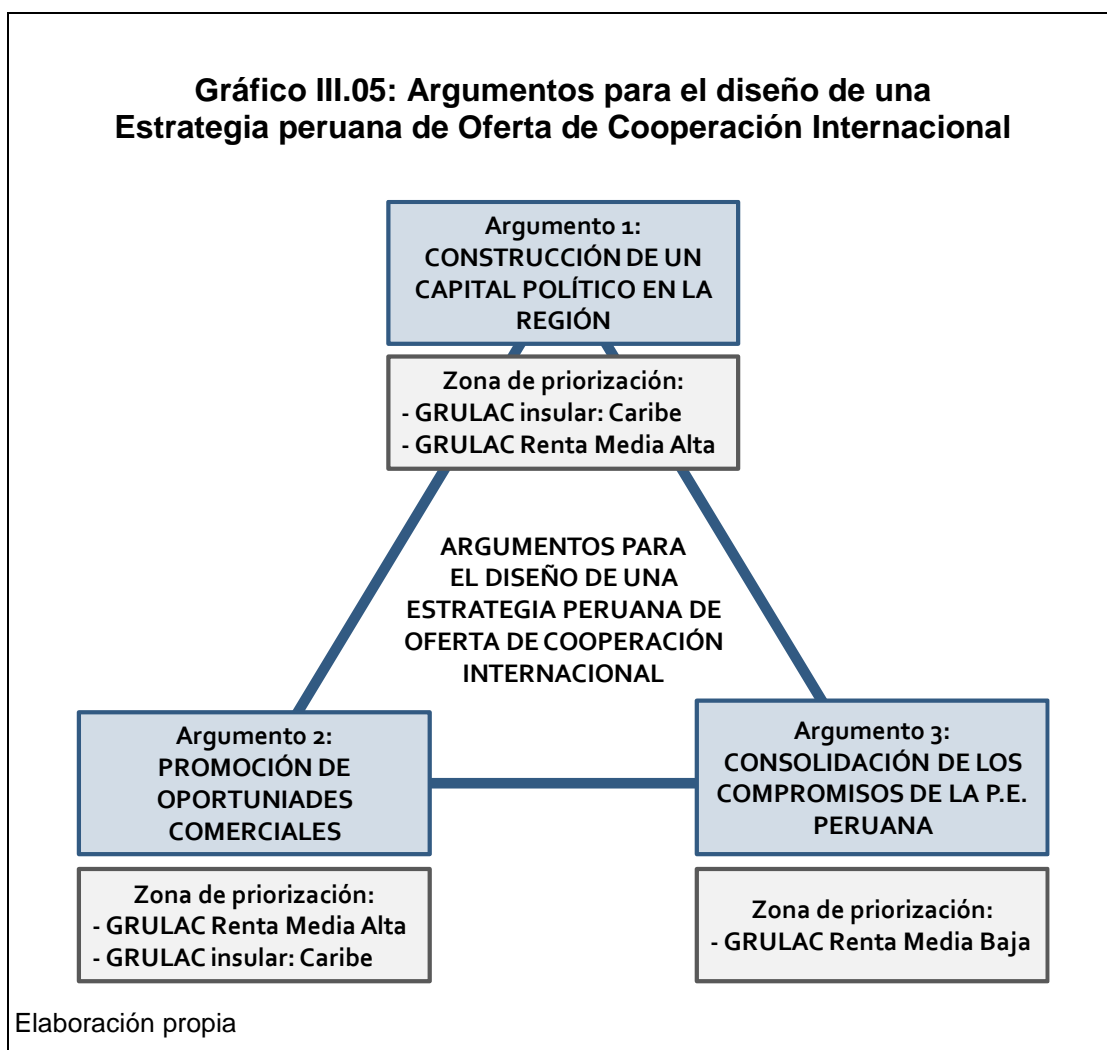 Gráfico III.05: Argumentos para el diseño de una
Estrategia peruana de Oferta de Cooperación Internacional
Argumento 1:
CONSTRUCCIÓN DE UN
CAPITAL POLÍTICO EN LA
REGIÓN
Zona de priorización:
- GRULAC insular: Caribe
- GRULAC Renta Media Alta
ARGUMENTOS PARA
EL DISEÑO DE UNA
ESTRATEGIA PERUANA DE
OFERTA DE COOPERACIÓN
INTERNACIONAL
Argumento 2:
PROMOCIÓN DE
OPORTUNIADES
COMERCIALES
Zona de priorización:
- GRULAC Renta Media Alta
- GRULAC insular: Caribe
Argumento 3:
CONSOLIDACIÓN DE LOS
COMPROMISOS DE LA P.E.
PERUANA
Zona de priorización:
- GRULAC Renta Media Baja
Elaboración propia